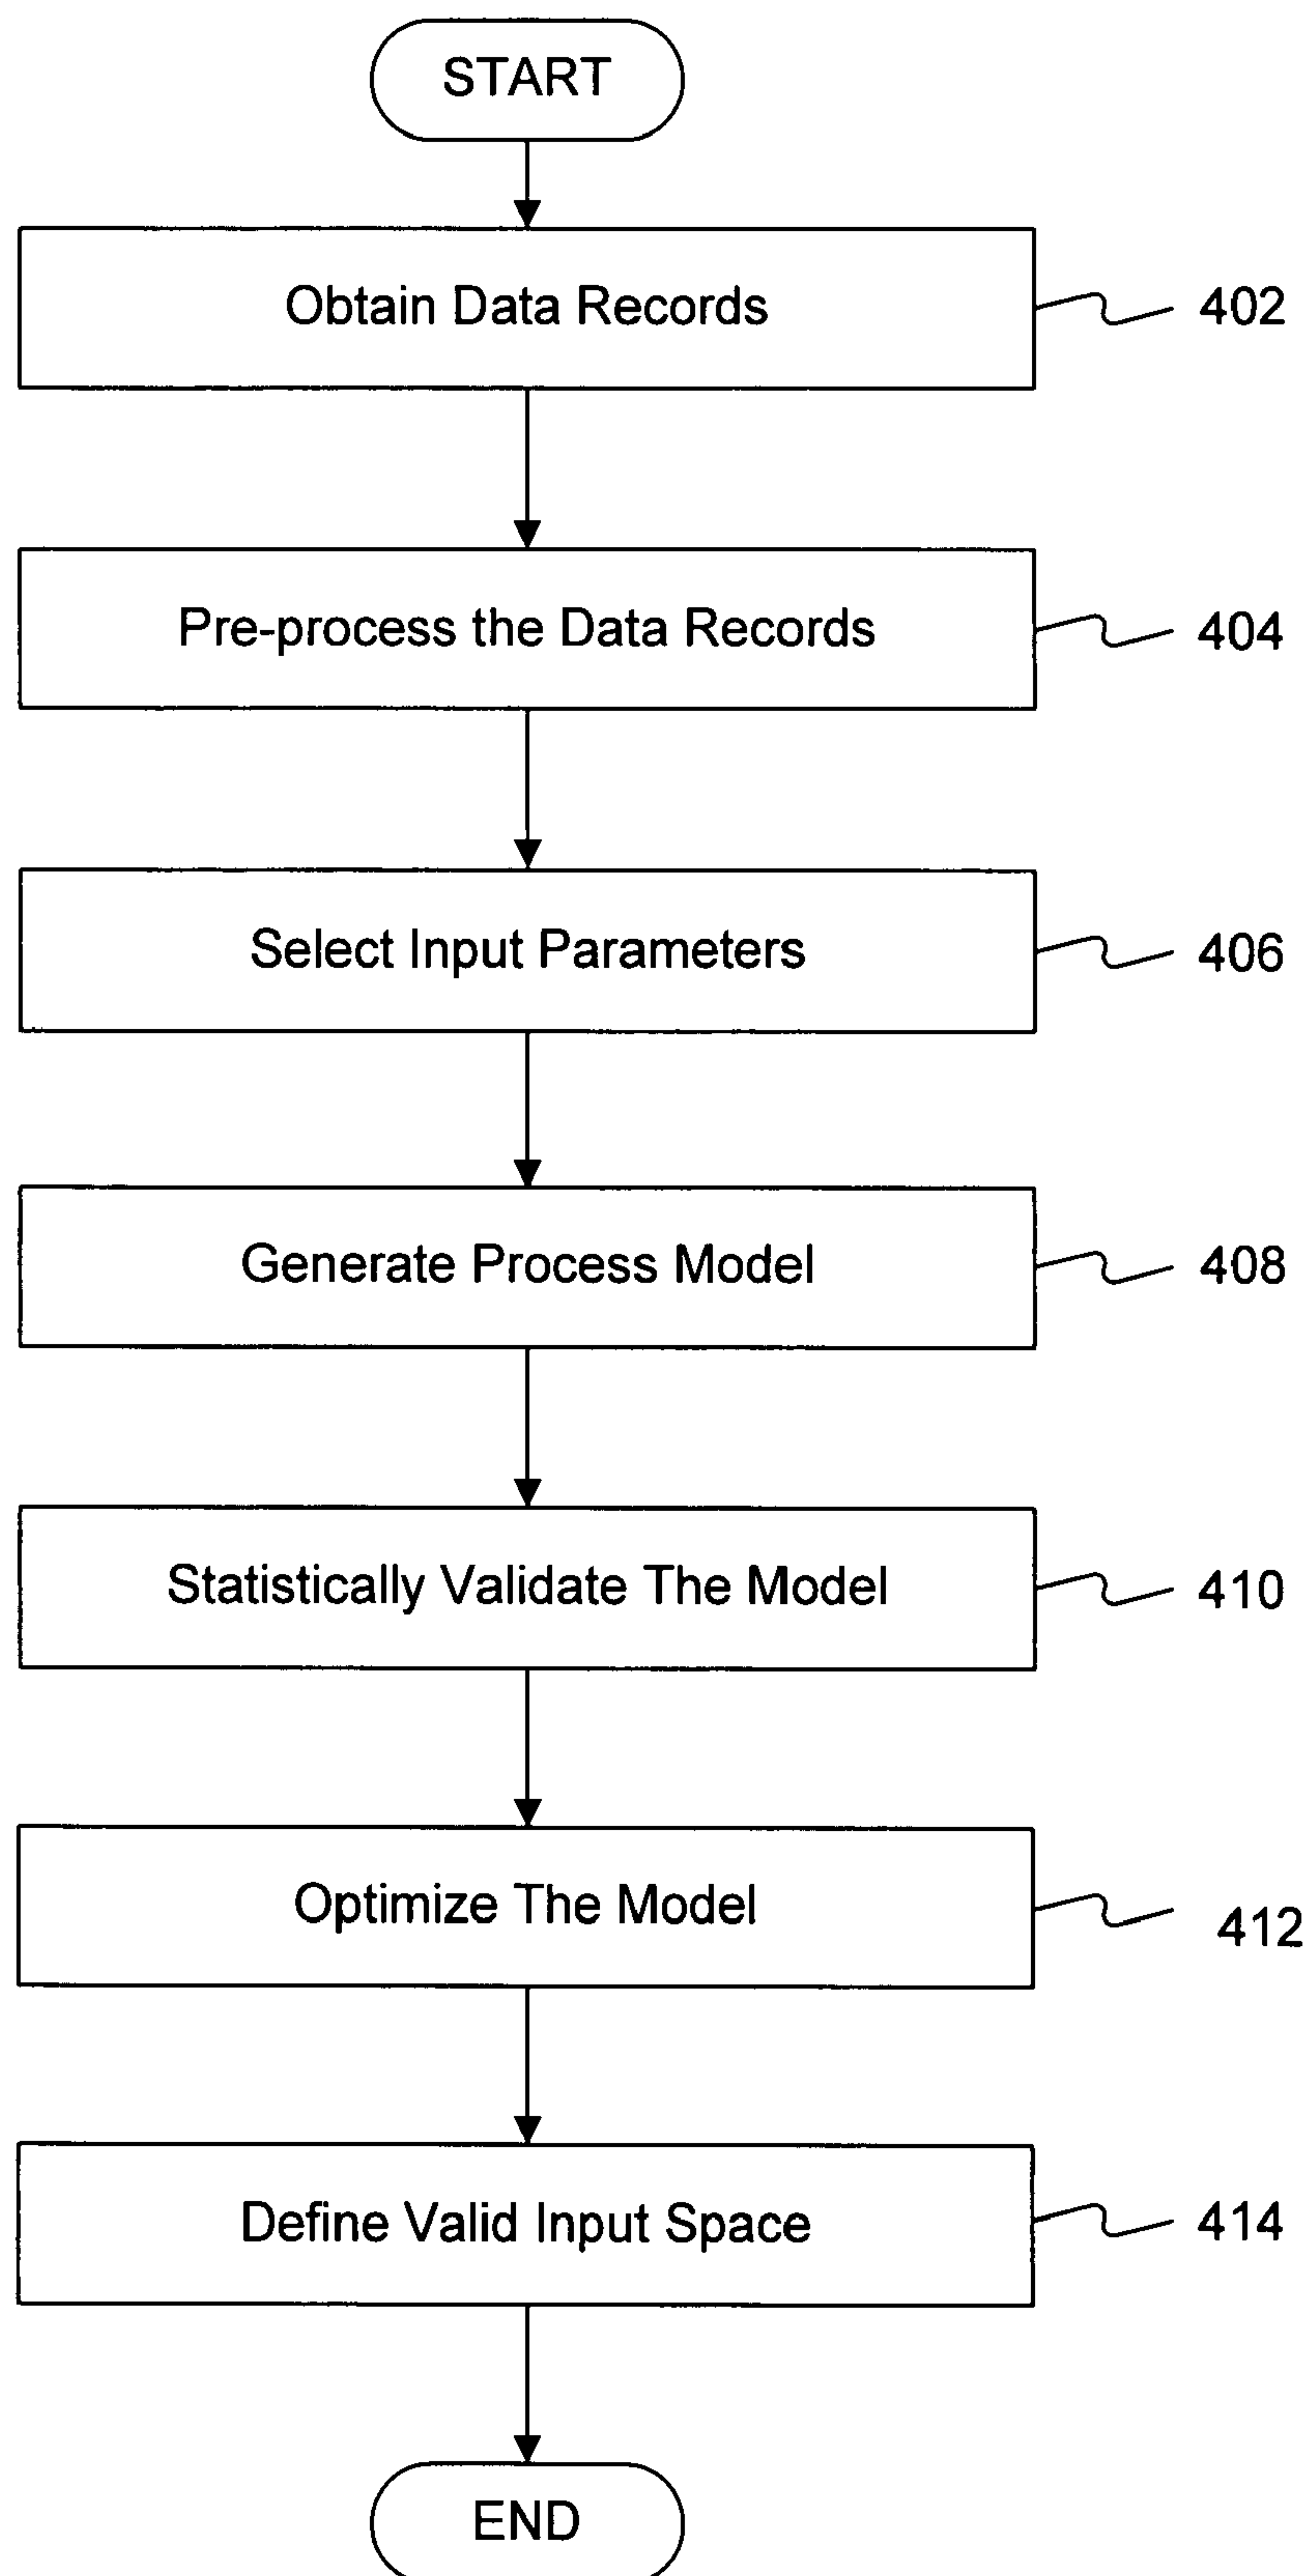 START
Obtain Data Records
402
Pre-process the Data Records
404
Select Input Parameters
406
Generate Process Model
408
Statistically Validate The Model
410
Optimize The Model
412
Define Valid Input Space
414
END